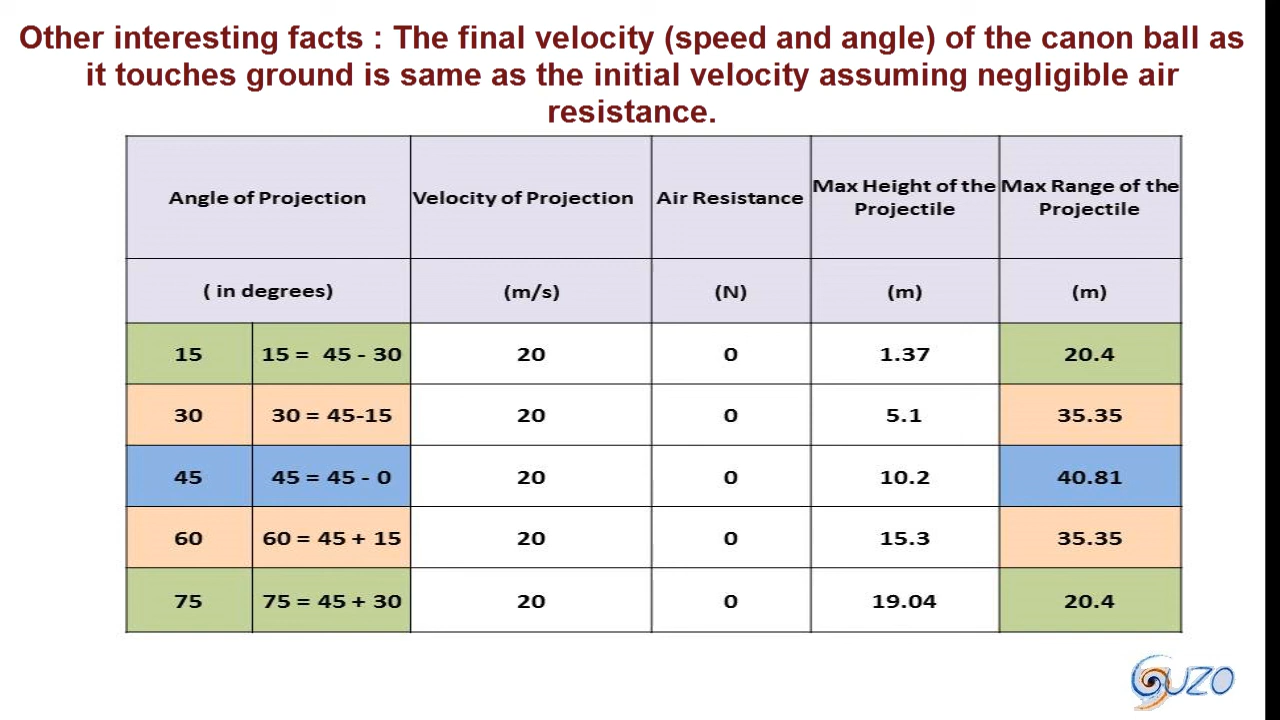 Other interesting facts : The final velocity (speed and angle) of the canon ball as
it touches ground is same as the initial velocity assuming negligible air
resistance.
Angle of Projection Velocity of Projection Air Resistance Max Height of the Projectile Max Range of the Projectile
( in degrees) (m/s) (N) (m) (m)
15 15 = 45 - 30 20 0 1.37 20.4
30 30 = 45-15 20 0 5.1 35.35
45 45 = 45 - 0 20 0 10.2 40.81
60 60 = 45 + 15 20 0 15.3 35.35
75 75 = 45 + 30 20 0 19.04 20.4
GUZO